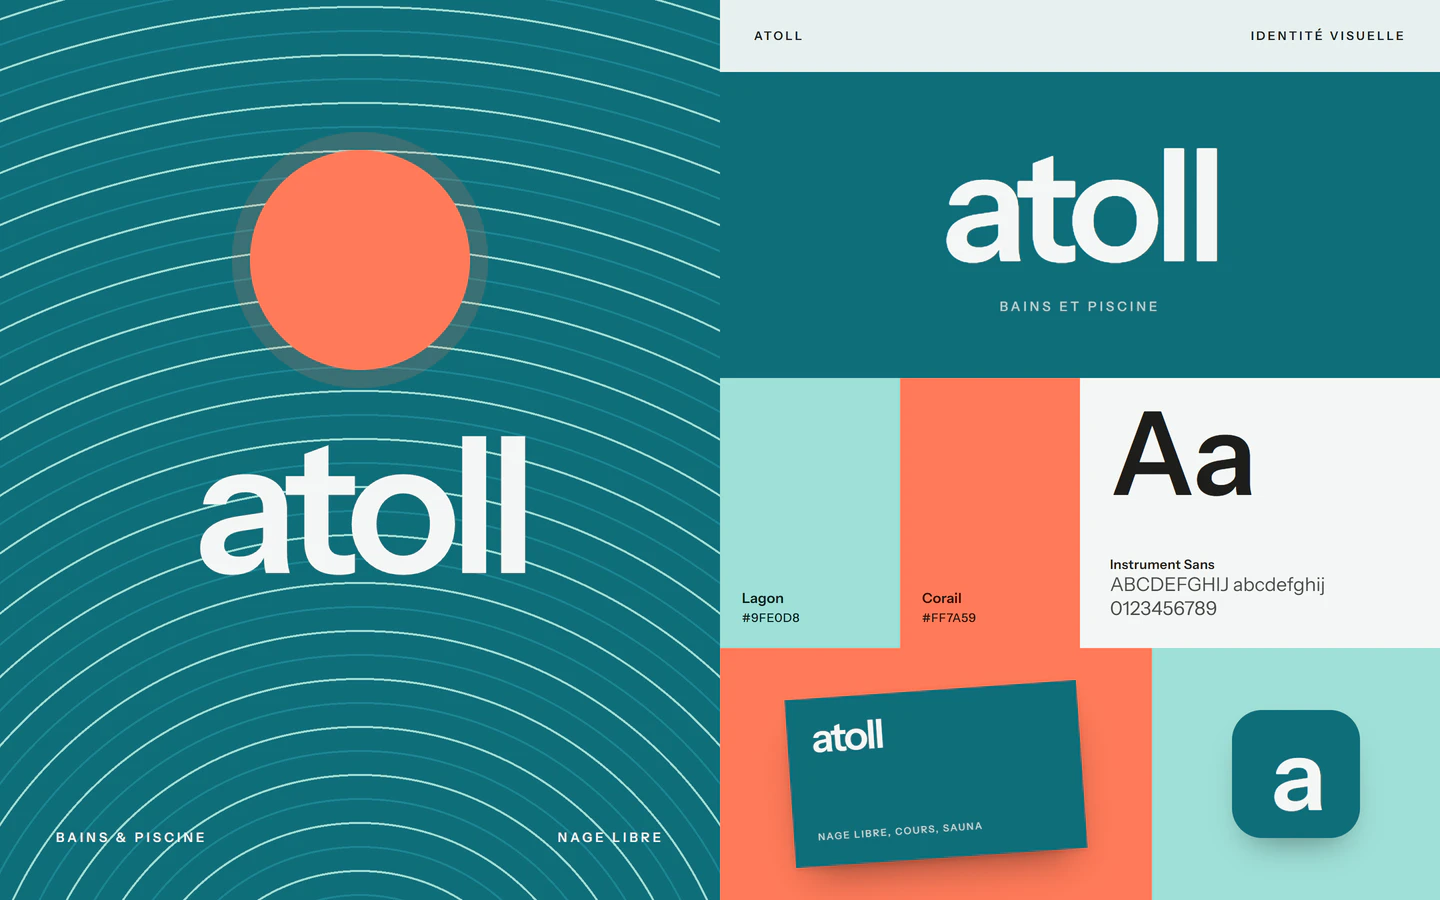 atoll
BAINS & PISCINE
NAGE LIBRE
ATOLL
IDENTITÉ VISUELLE
atoll
BAINS ET PISCINE
Lagon
#9FE0D8
Corail
#FF7A59
Aa
Instrument Sans
ABCDEFGHIJ abcdefghij
0123456789
atoll
NAGE LIBRE, COURS, SAUNA
a